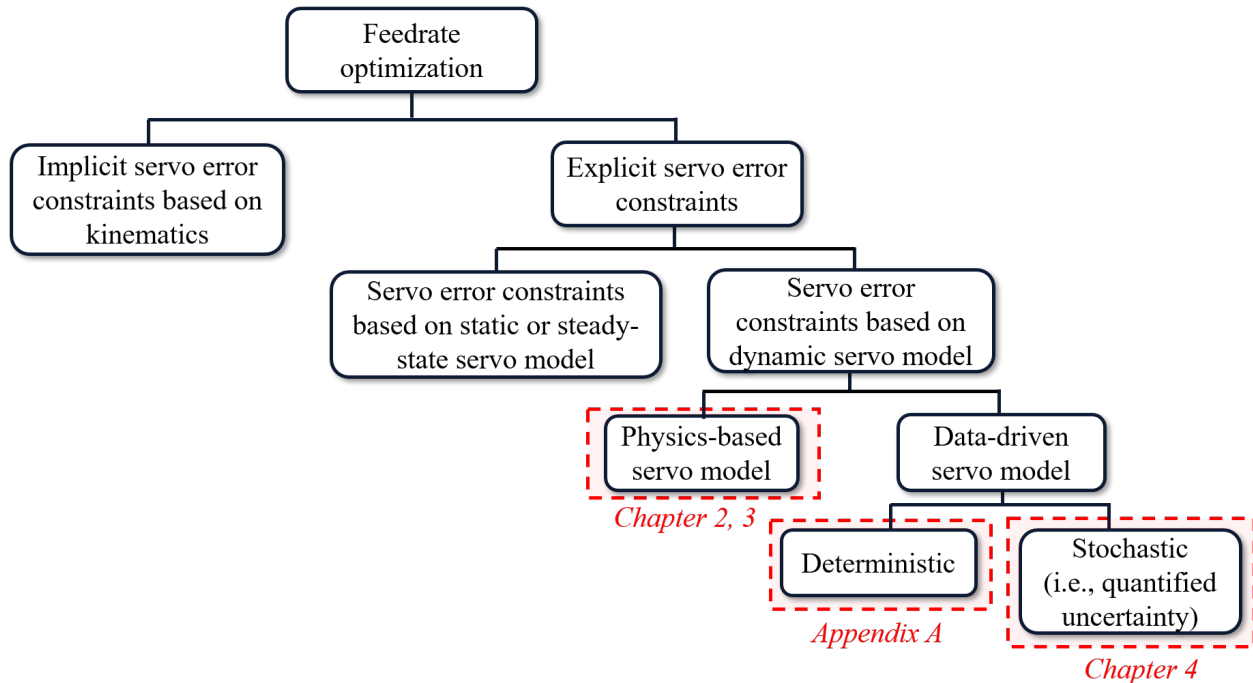 Feedrate
optimization
Implicit servo error
constraints based on
kinematics
Explicit servo error
constraints
Servo error constraints
based on static or steady-
state servo model
Servo error
constraints based on
dynamic servo model
Physics-based
servo model
Chapter 2, 3
Data-driven
servo model
Deterministic
Appendix A
Stochastic
(i.e., quantified
uncertainty)
Chapter 4